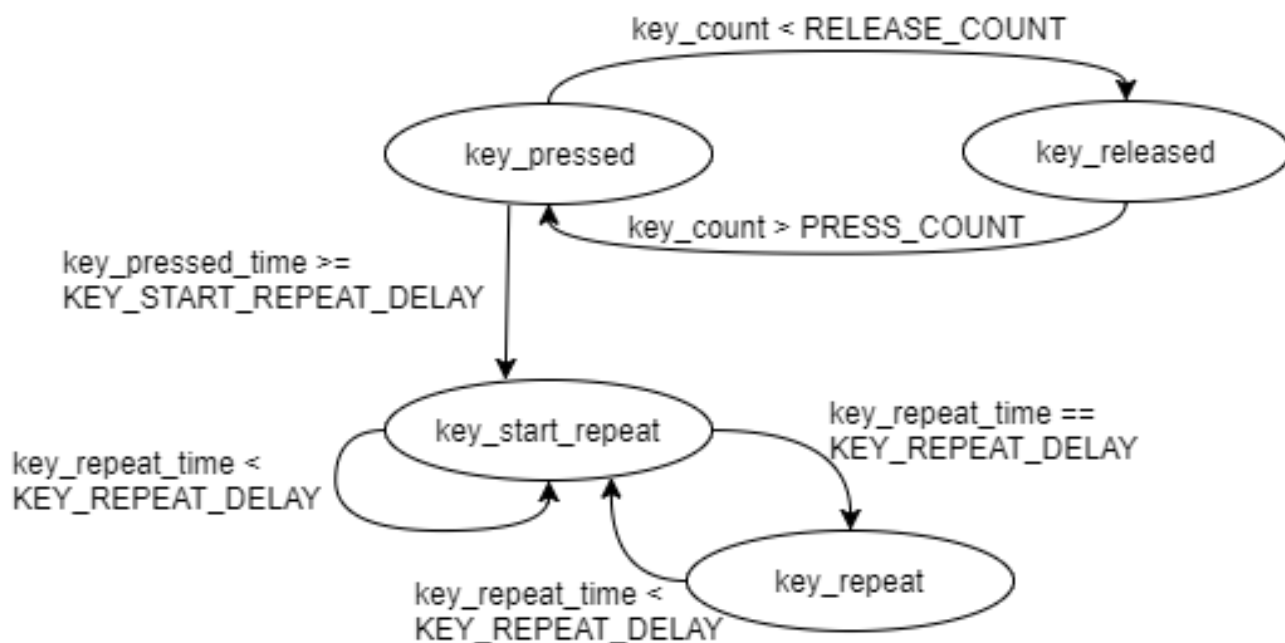 key_count < RELEASE_COUNT
key_pressed
key_released
key_count > PRESS_COUNT
key_pressed_time >=
KEY_START_REPEAT_DELAY
key_start_repeat
key_repeat_time ==
KEY_REPEAT_DELAY
key_repeat_time <
KEY_REPEAT_DELAY
key_repeat
key_repeat_time <
KEY_REPEAT_DELAY